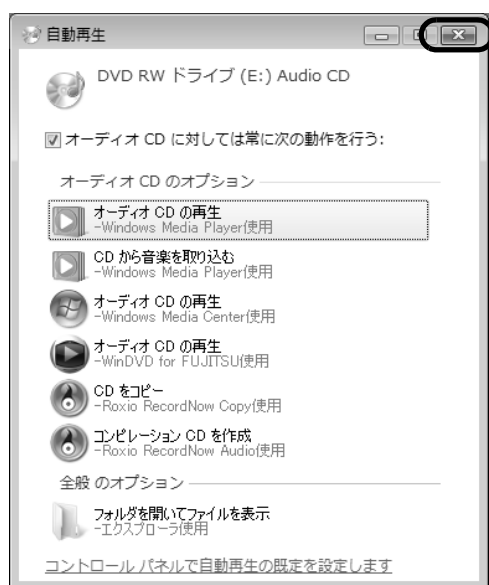 自動再生
DVD RW ドライブ (E:) Audio CD
オーディオ CD に対しては常に次の動作を行う:
オーディオ CD のオプション
オーディオ CD の再生
-Windows Media Player使用
CD から音楽を取り込む
-Windows Media Player使用
オーディオ CD の再生
-Windows Media Center使用
オーディオ CD の再生
-WinDVD for FUJITSU使用
CD をコピー
-Roxio RecordNow Copy使用
コンピレーション CD を作成
-Roxio RecordNow Audio使用
全般 のオプション
フォルダを開いてファイルを表示
-エクスプローラ使用
コントロール パネルで自動再生の既定を設定します